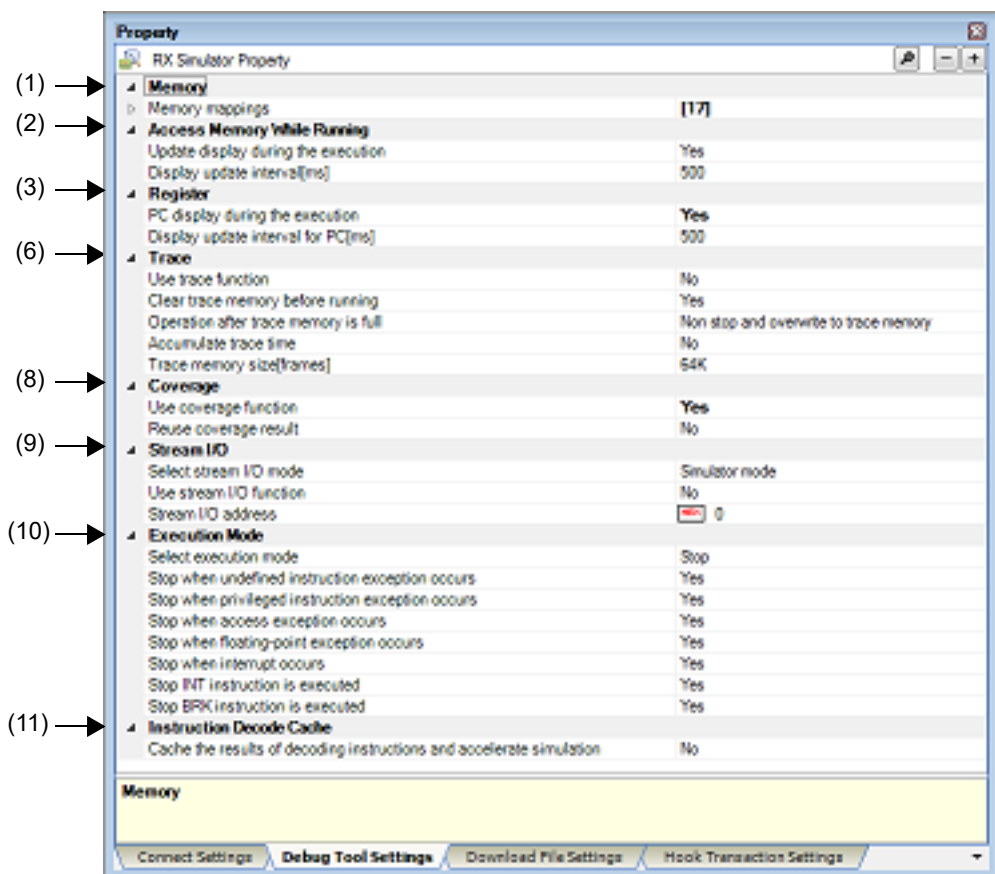 Property
RX Simulator Property
(1) Memory
Memory mappings [17]
(2) Access Memory While Running
Update display during the execution Yes
Display update interval[ms] 500
(3) Register
PC display during the execution Yes
Display update interval for PC[ms] 500
(6) Trace
Use trace function No
Clear trace memory before running Yes
Operation after trace memory is full Non stop and overwrite to trace memory
Accumulate trace time No
Trace memory size[frames] 64K
(8) Coverage
Use coverage function Yes
Reuse coverage result No
(9) Stream I/O
Select stream I/O mode Simulator mode
Use stream I/O function No
Stream I/O address 0
(10) Execution Mode
Select execution mode Stop
Stop when undefined instruction exception occurs Yes
Stop when privileged instruction exception occurs Yes
Stop when access exception occurs Yes
Stop when floating-point exception occurs Yes
Stop when interrupt occurs Yes
Stop INT instruction is executed Yes
Stop BRK instruction is executed Yes
(11) Instruction Decode Cache
Cache the results of decoding instructions and accelerate simulation No
Memory
Connect Settings Debug Tool Settings Download File Settings Hook Transaction Settings